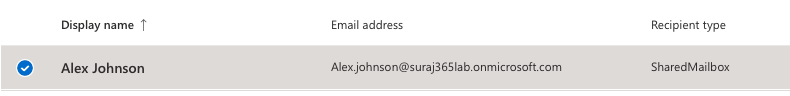 Display name ↑ Email address Recipient type
Alex Johnson Alex.johnson@suraj365lab.onmicrosoft.com SharedMailbox